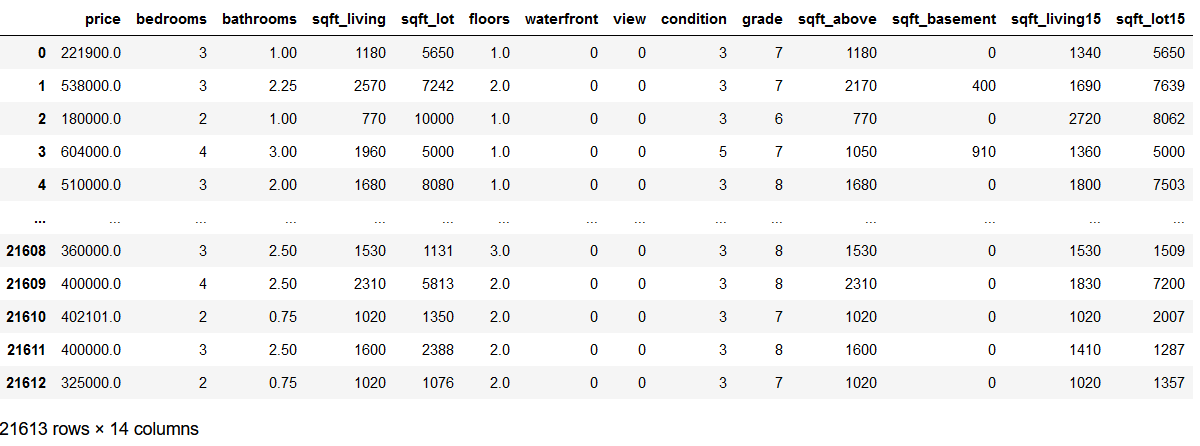 price bedrooms bathrooms sqft_living sqft_lot floors waterfront view condition grade sqft_above sqft_basement sqft_living15 sqft_lot15
0 221900.0 3 1.00 1180 5650 1.0 0 0 3 7 1180 0 1340 5650
1 538000.0 3 2.25 2570 7242 2.0 0 0 3 7 2170 400 1690 7639
2 180000.0 2 1.00 770 10000 1.0 0 0 3 6 770 0 2720 8062
3 604000.0 4 3.00 1960 5000 1.0 0 0 5 7 1050 910 1360 5000
4 510000.0 3 2.00 1680 8080 1.0 0 0 3 8 1680 0 1800 7503
... ... ... ... ... ... ... ... ... ... ... ... ... ... ...
21608 360000.0 3 2.50 1530 1131 3.0 0 0 3 8 1530 0 1530 1509
21609 400000.0 4 2.50 2310 5813 2.0 0 0 3 8 2310 0 1830 7200
21610 402101.0 2 0.75 1020 1350 2.0 0 0 3 7 1020 0 1020 2007
21611 400000.0 3 2.50 1600 2388 2.0 0 0 3 8 1600 0 1410 1287
21612 325000.0 2 0.75 1020 1076 2.0 0 0 3 7 1020 0 1020 1357
21613 rows × 14 columns